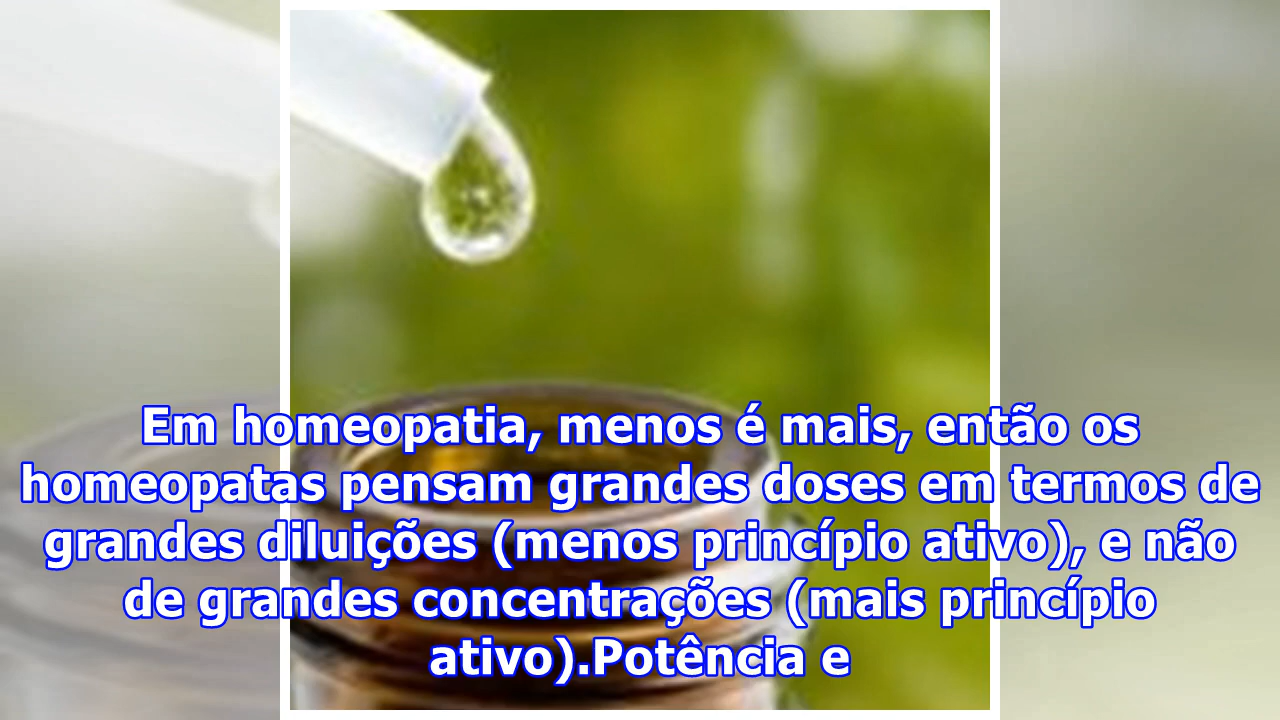 Em homeopatia, menos é mais, então os
homeopatas pensam grandes doses em termos de
grandes diluições (menos princípio ativo), e não
de grandes concentrações (mais princípio
ativo).Potência e